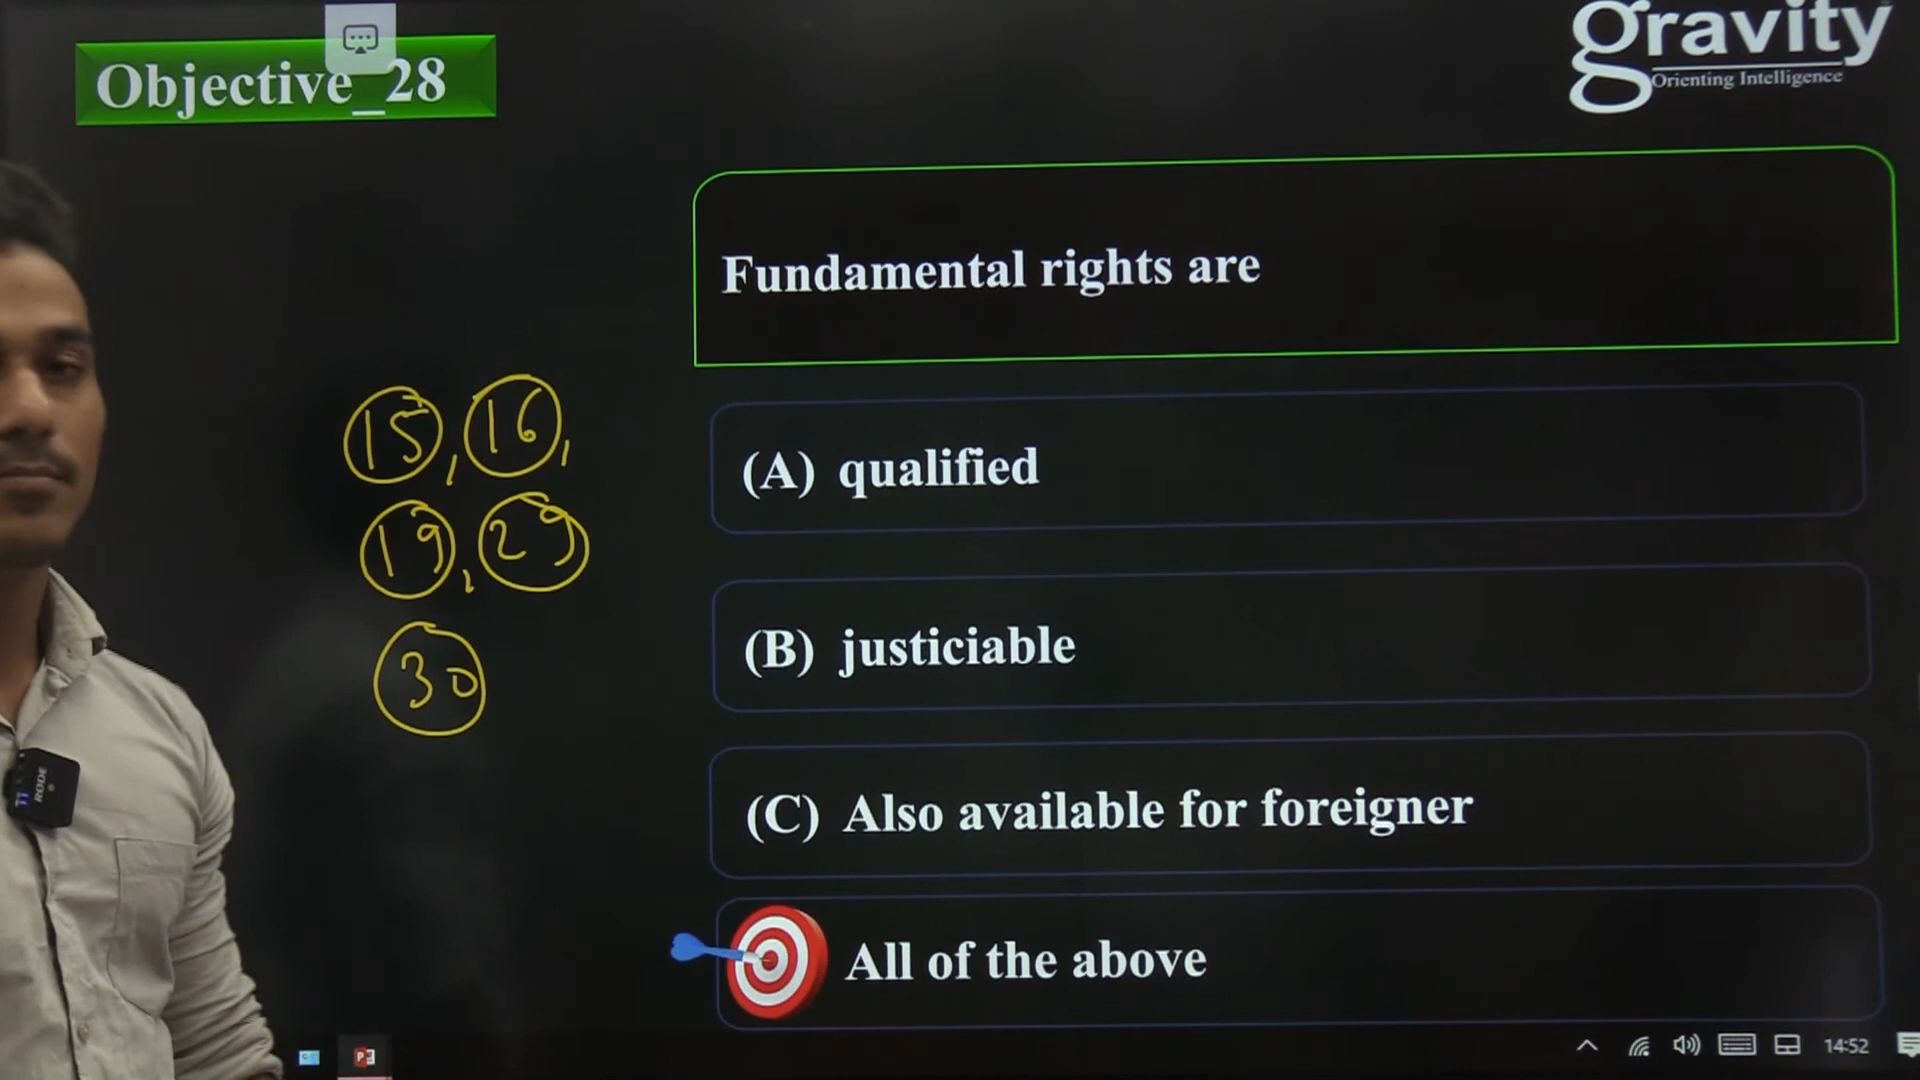 Objective_28
gravity
Orienting Intelligence
Fundamental rights are
15, 16,
19, 29
30
(A) qualified
(B) justiciable
(C) Also available for foreigner
All of the above
RODE
14:52